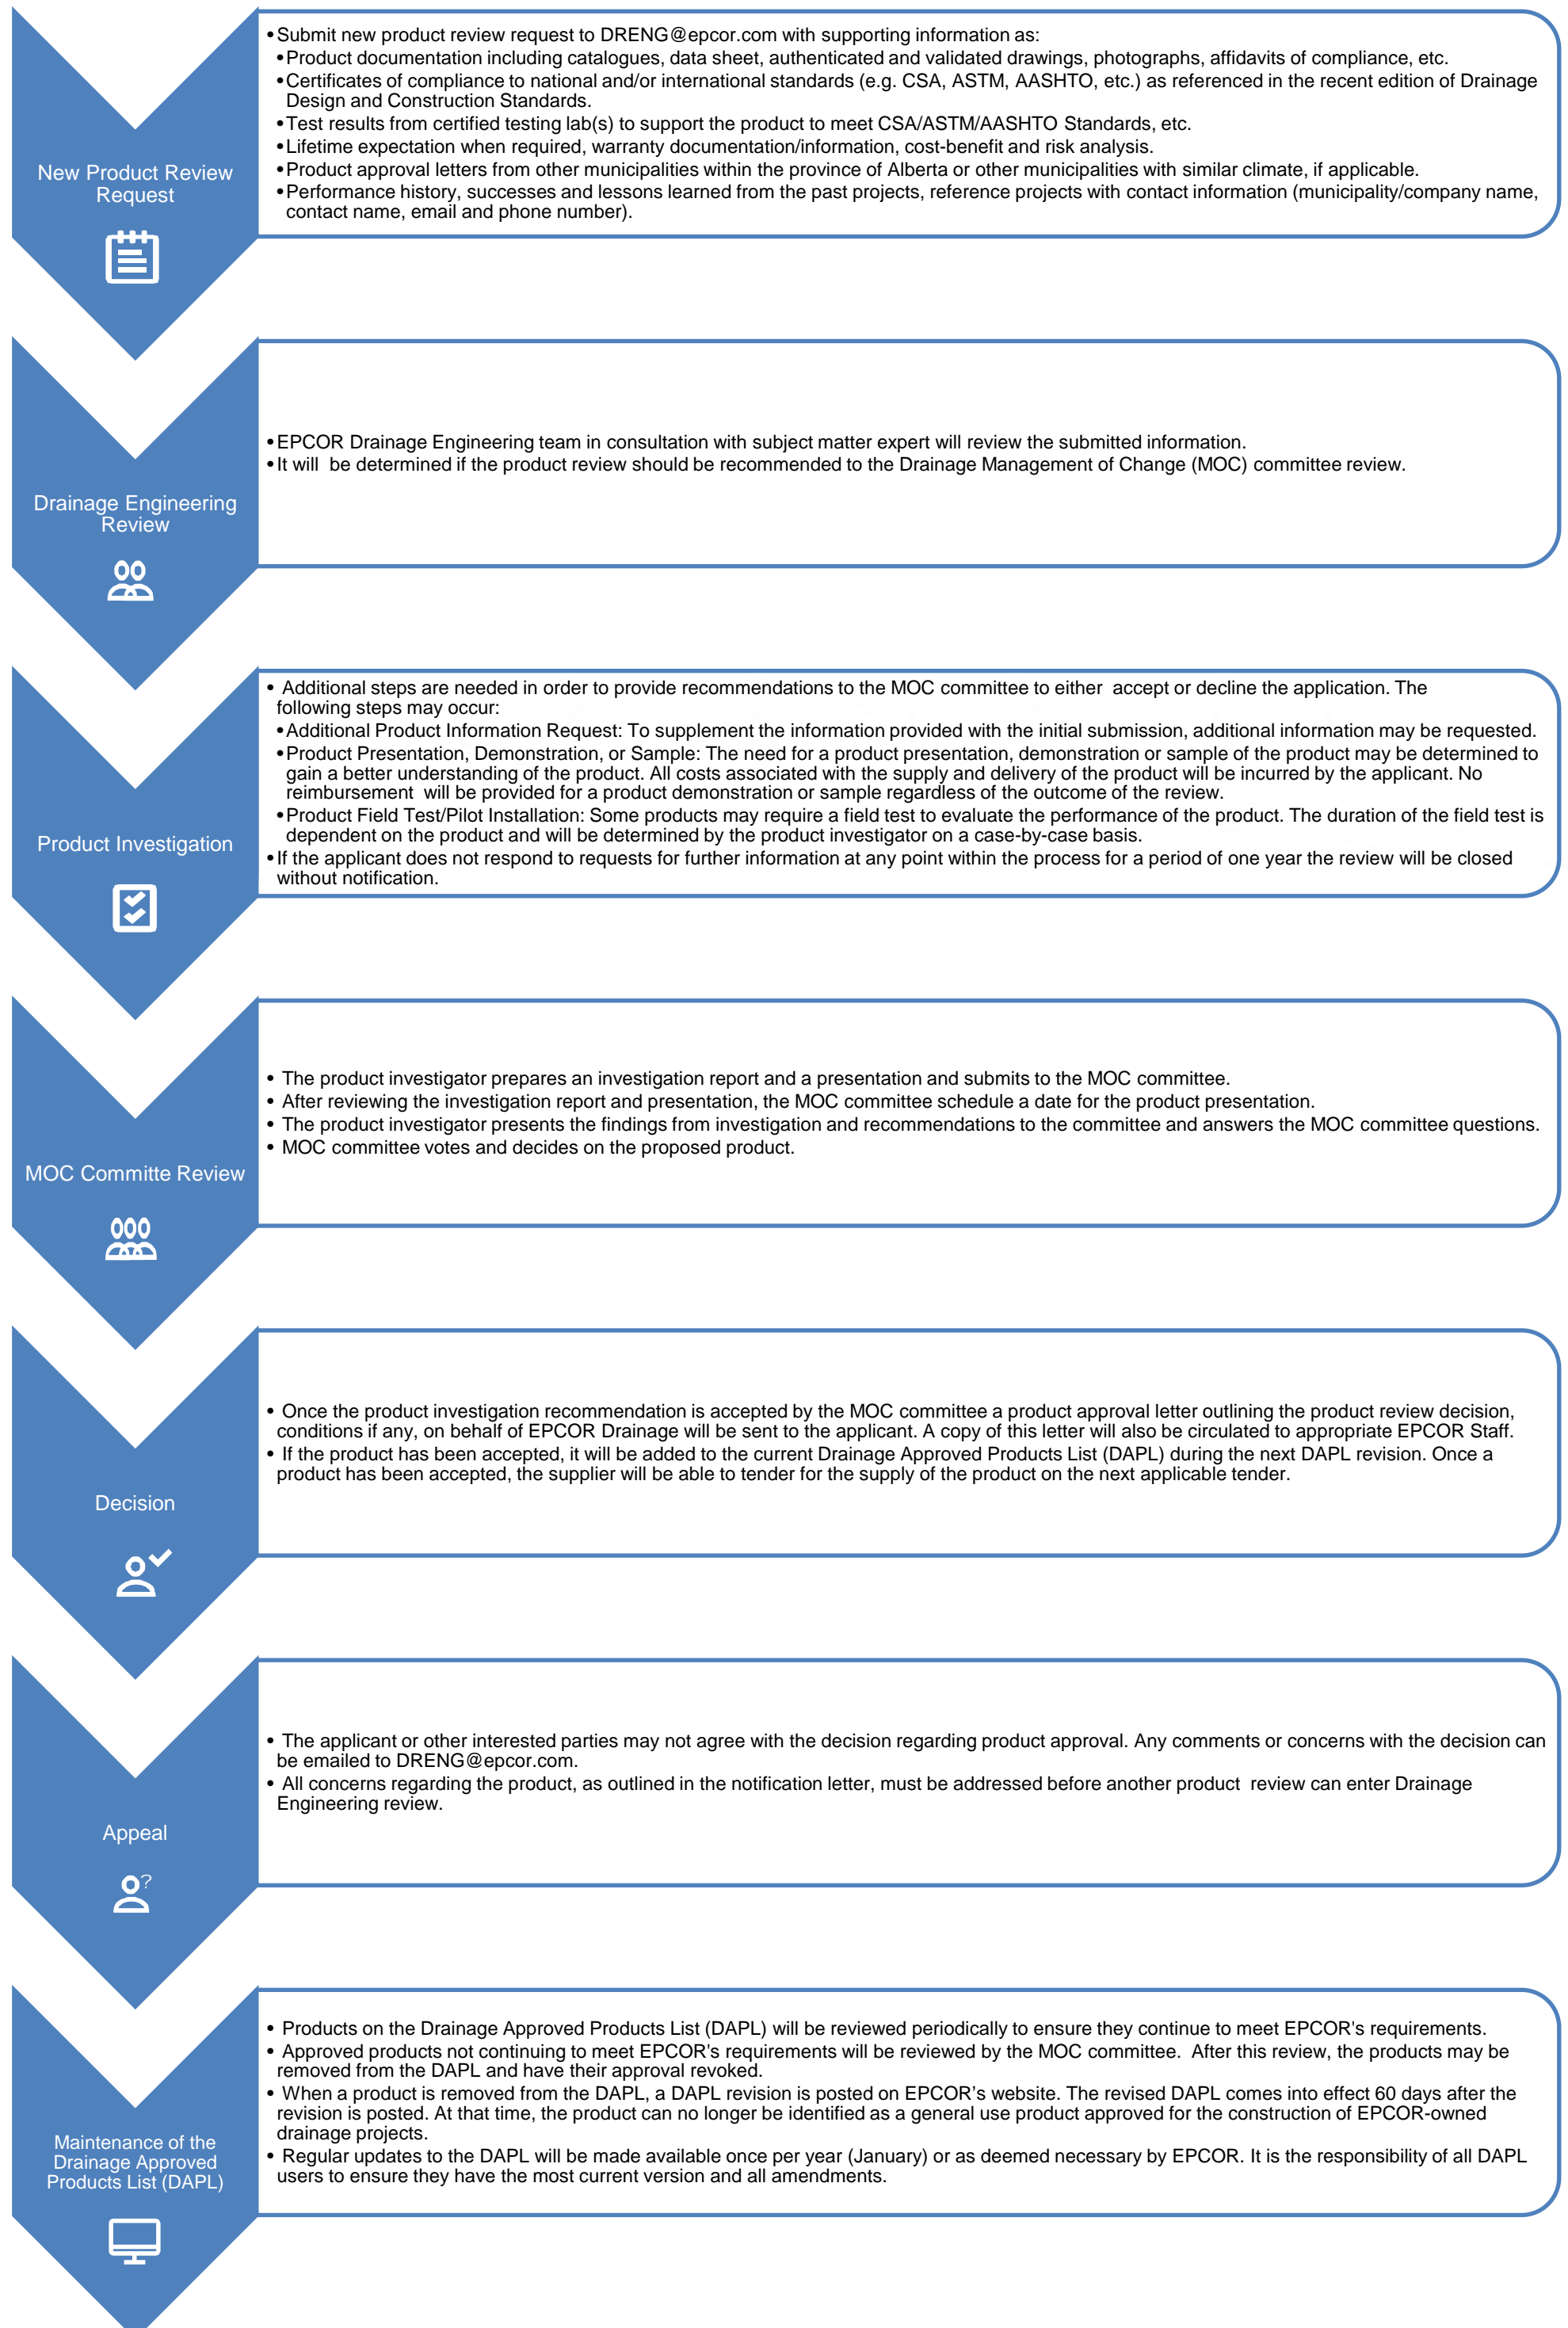 New Product Review
Request
•Submit new product review request to DRENG@epcor.com with supporting information as:
•Product documentation including catalogues, data sheet, authenticated and validated drawings, photographs, affidavits of compliance, etc.
•Certificates of compliance to national and/or international standards (e.g. CSA, ASTM, AASHTO, etc.) as referenced in the recent edition of Drainage
Design and Construction Standards.
•Test results from certified testing lab(s) to support the product to meet CSA/ASTM/AASHTO Standards, etc.
•Lifetime expectation when required, warranty documentation/information, cost-benefit and risk analysis.
•Product approval letters from other municipalities within the province of Alberta or other municipalities with similar climate, if applicable.
•Performance history, successes and lessons learned from the past projects, reference projects with contact information (municipality/company name,
contact name, email and phone number).
Drainage Engineering
Review
•EPCOR Drainage Engineering team in consultation with subject matter expert will review the submitted information.
•It will  be determined if the product review should be recommended to the Drainage Management of Change (MOC) committee review.
Product Investigation
• Additional steps are needed in order to provide recommendations to the MOC committee to either  accept or decline the application. The
following steps may occur:
•Additional Product Information Request: To supplement the information provided with the initial submission, additional information may be requested.
•Product Presentation, Demonstration, or Sample: The need for a product presentation, demonstration or sample of the product may be determined to
gain a better understanding of the product. All costs associated with the supply and delivery of the product will be incurred by the applicant. No
reimbursement  will be provided for a product demonstration or sample regardless of the outcome of the review.
•Product Field Test/Pilot Installation: Some products may require a field test to evaluate the performance of the product. The duration of the field test is
dependent on the product and will be determined by the product investigator on a case-by-case basis.
•If the applicant does not respond to requests for further information at any point within the process for a period of one year the review will be closed
without notification.
MOC Committe Review
• The product investigator prepares an investigation report and a presentation and submits to the MOC committee.
• After reviewing the investigation report and presentation, the MOC committee schedule a date for the product presentation.
• The product investigator presents the findings from investigation and recommendations to the committee and answers the MOC committee questions.
• MOC committee votes and decides on the proposed product.
Decision
• Once the product investigation recommendation is accepted by the MOC committee a product approval letter outlining the product review decision,
conditions if any, on behalf of EPCOR Drainage will be sent to the applicant. A copy of this letter will also be circulated to appropriate EPCOR Staff.
• If the product has been accepted, it will be added to the current Drainage Approved Products List (DAPL) during the next DAPL revision. Once a
product has been accepted, the supplier will be able to tender for the supply of the product on the next applicable tender.
Appeal
?
• The applicant or other interested parties may not agree with the decision regarding product approval. Any comments or concerns with the decision can
be emailed to DRENG@epcor.com.
• All concerns regarding the product, as outlined in the notification letter, must be addressed before another product  review can enter Drainage
Engineering review.
Maintenance of the
Drainage Approved
Products List (DAPL)
• Products on the Drainage Approved Products List (DAPL) will be reviewed periodically to ensure they continue to meet EPCOR's requirements.
• Approved products not continuing to meet EPCOR's requirements will be reviewed by the MOC committee.  After this review, the products may be
removed from the DAPL and have their approval revoked.
• When a product is removed from the DAPL, a DAPL revision is posted on EPCOR’s website. The revised DAPL comes into effect 60 days after the
revision is posted. At that time, the product can no longer be identified as a general use product approved for the construction of EPCOR-owned
drainage projects.
• Regular updates to the DAPL will be made available once per year (January) or as deemed necessary by EPCOR. It is the responsibility of all DAPL
users to ensure they have the most current version and all amendments.